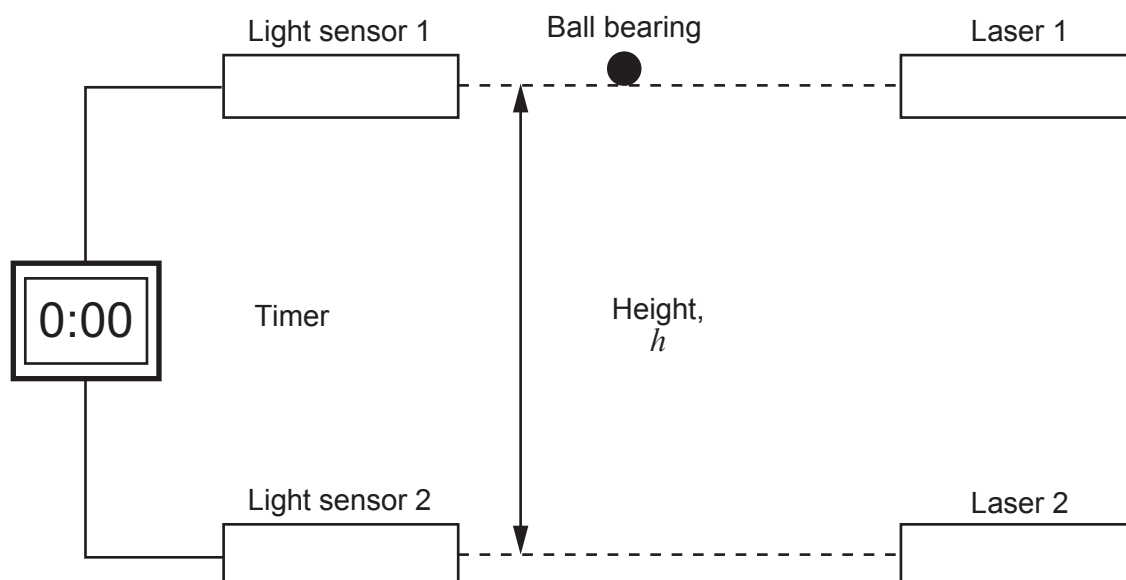 Light sensor 1
Ball bearing
Laser 1
0:00
Timer
Height,
h
Light sensor 2
Laser 2